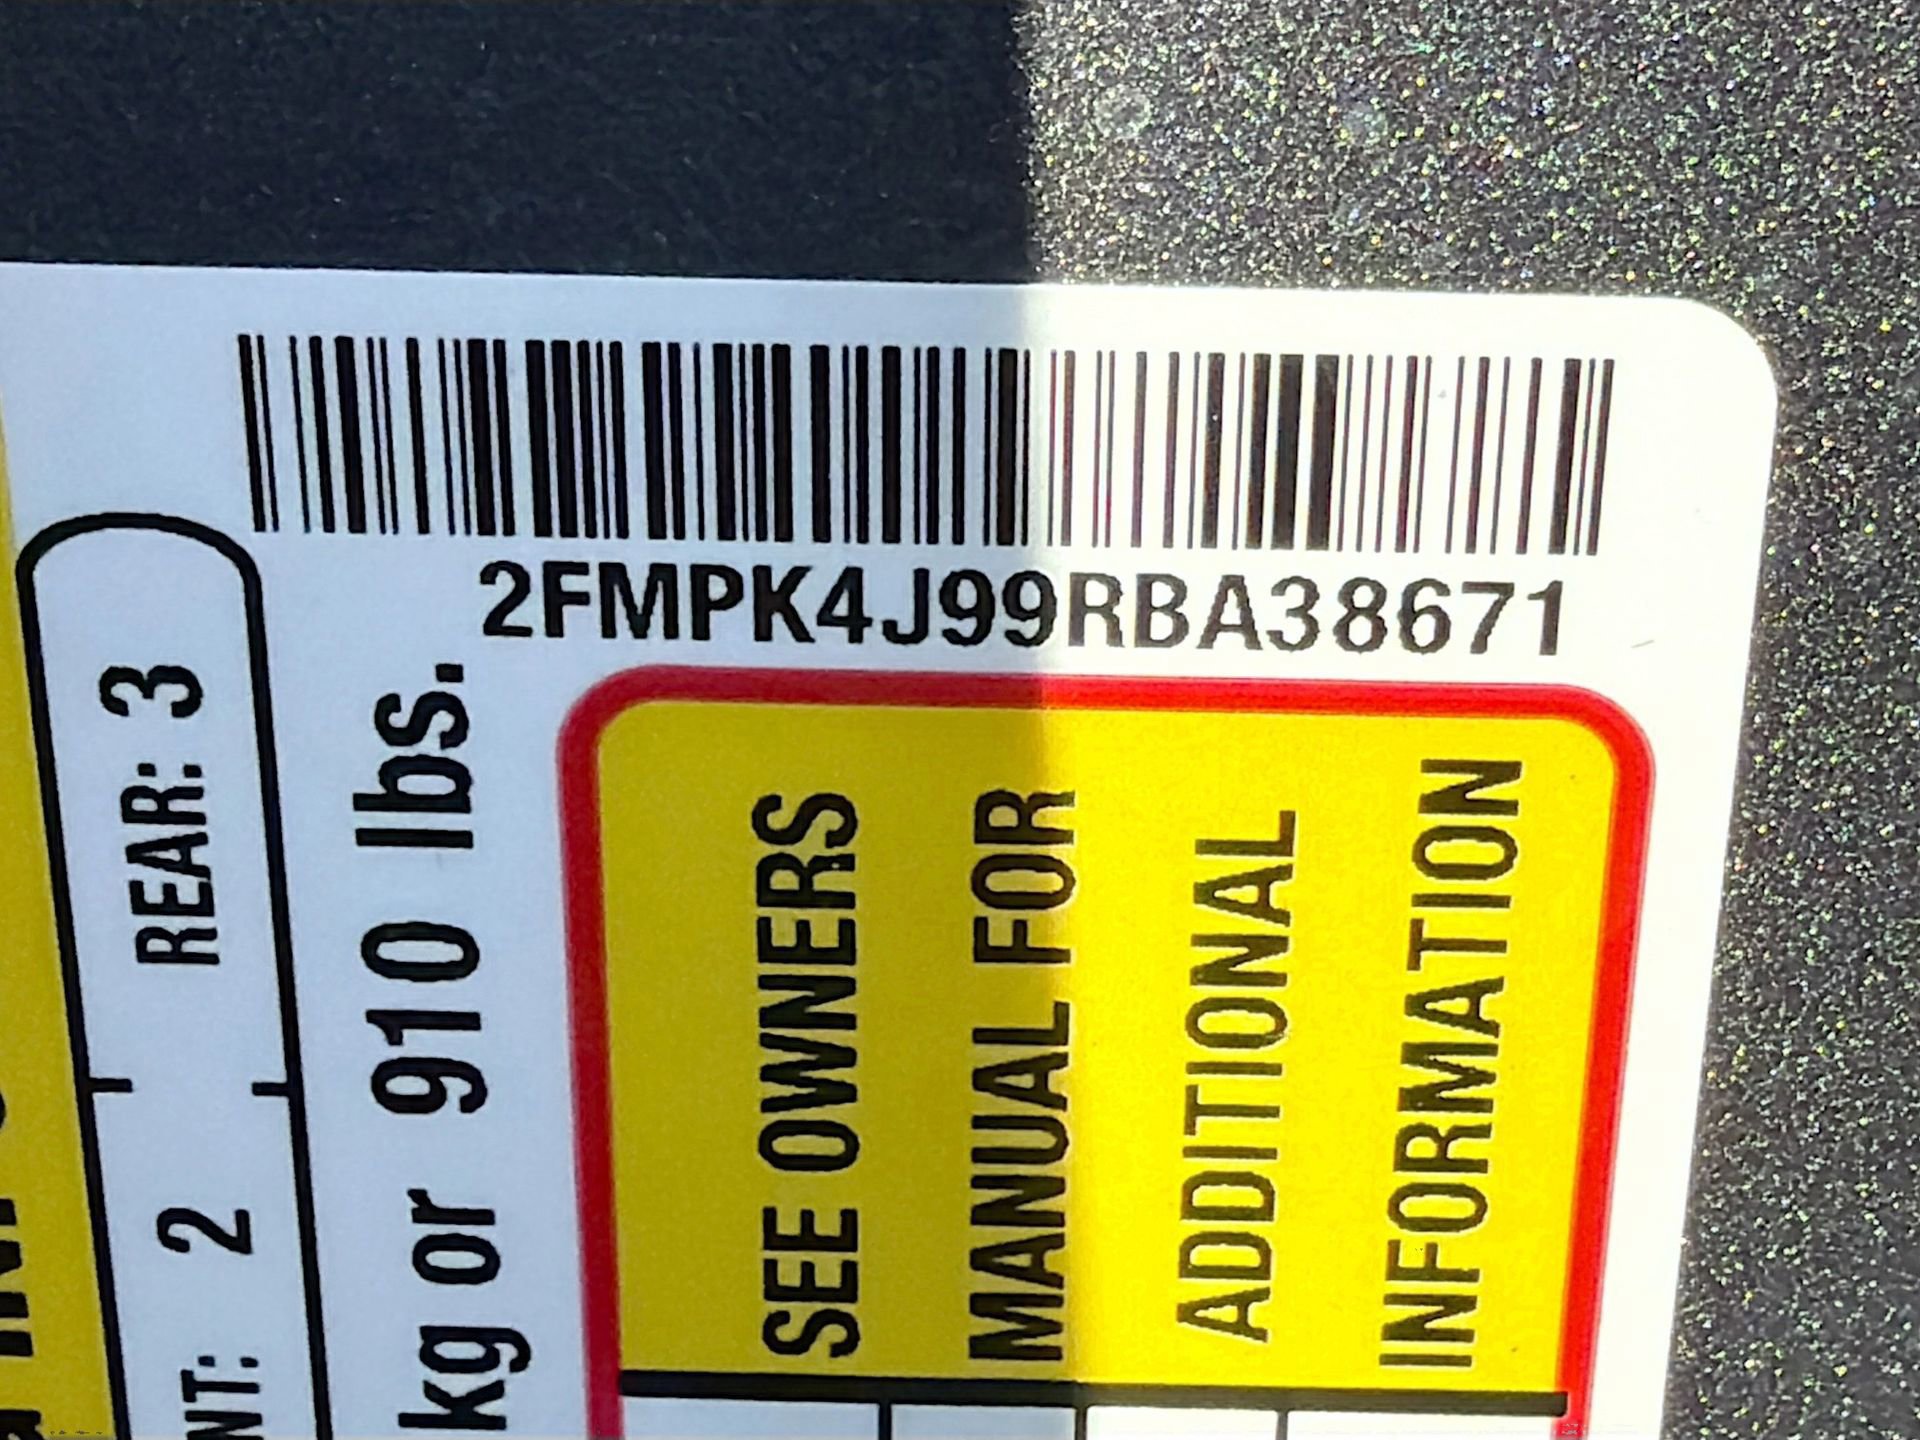 2FMPK4J99RBA38671
REAR: 3
2
kg or 910 lbs.
SEE OWNERS
MANUAL FOR
ADDITIONAL
INFORMATION